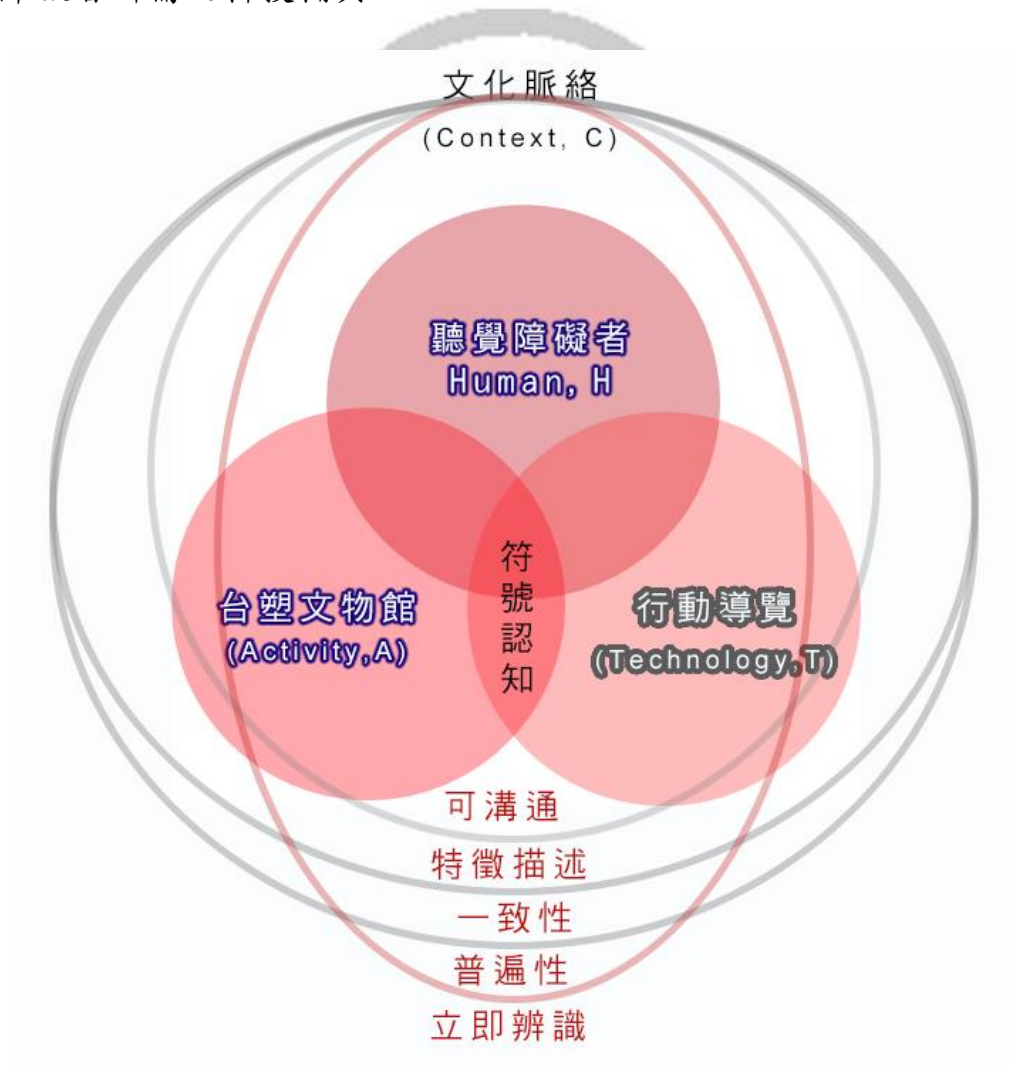 文化脈絡
(Context, C)
聽覺障礙者
Human, H
台塑文物館
(Activity,A)
符號認知
行動導覽
(Technology,T)
可溝通
特徵描述
一致性
普遍性
立即辨識